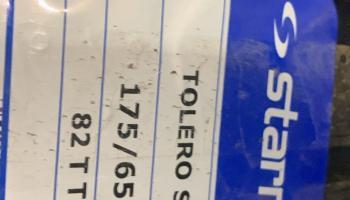 starr
TOLERO S
175/65
82 T T